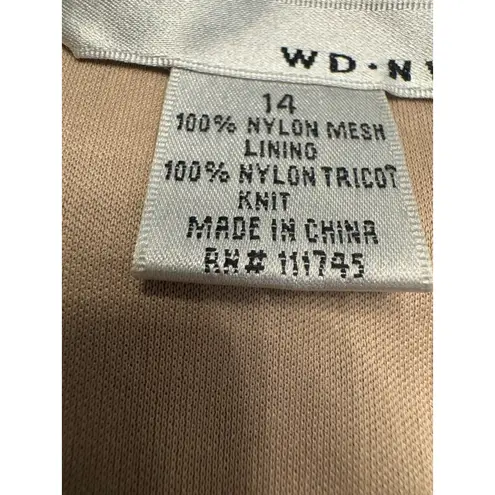 WD·N
14
100% NYLON MESH
LINING
100% NYLON TRICOT
KNIT
MADE IN CHINA
RN# 111745